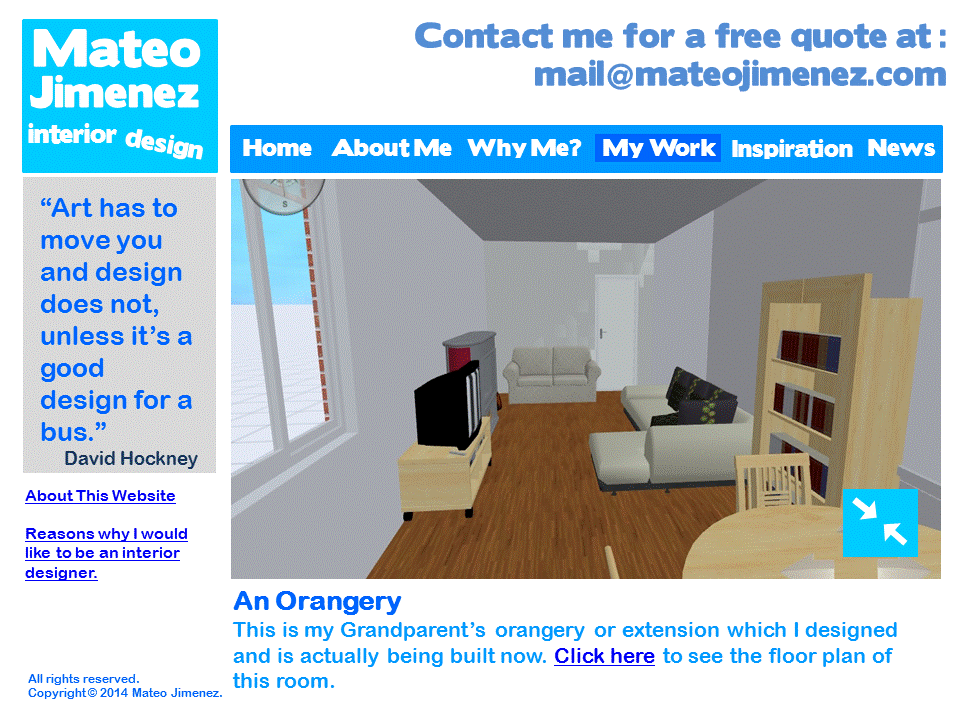 Mateo
Jimenez
interior design
Contact me for a free quote at :
mail@mateojimenez.com
Home About Me Why Me? My Work Inspiration News
“Art has to
move you
and design
does not,
unless it’s a
good
design for a
bus.”
David Hockney
About This Website
Reasons why I would
like to be an interior
designer.
S
An Orangery
This is my Grandparent’s orangery or extension which I designed
and is actually being built now. Click here to see the floor plan of
this room.
All rights reserved.
Copyright © 2014 Mateo Jimenez.